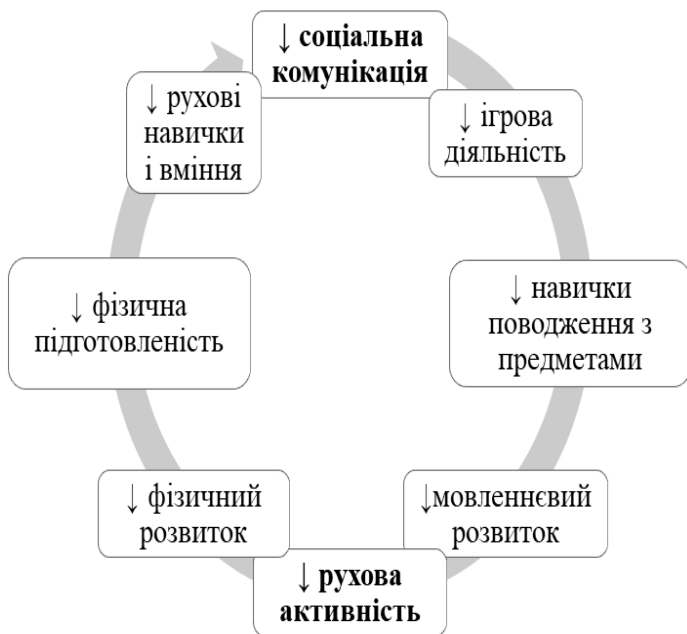 ↓ соціальна
комунікація
↓ ігрова
діяльність
↓ навички
поводження з
предметами
↓мовленнєвий
розвиток
↓ рухова
активність
↓ фізичний
розвиток
↓ фізична
підготовленість
↓ рухові
навички
і вміння